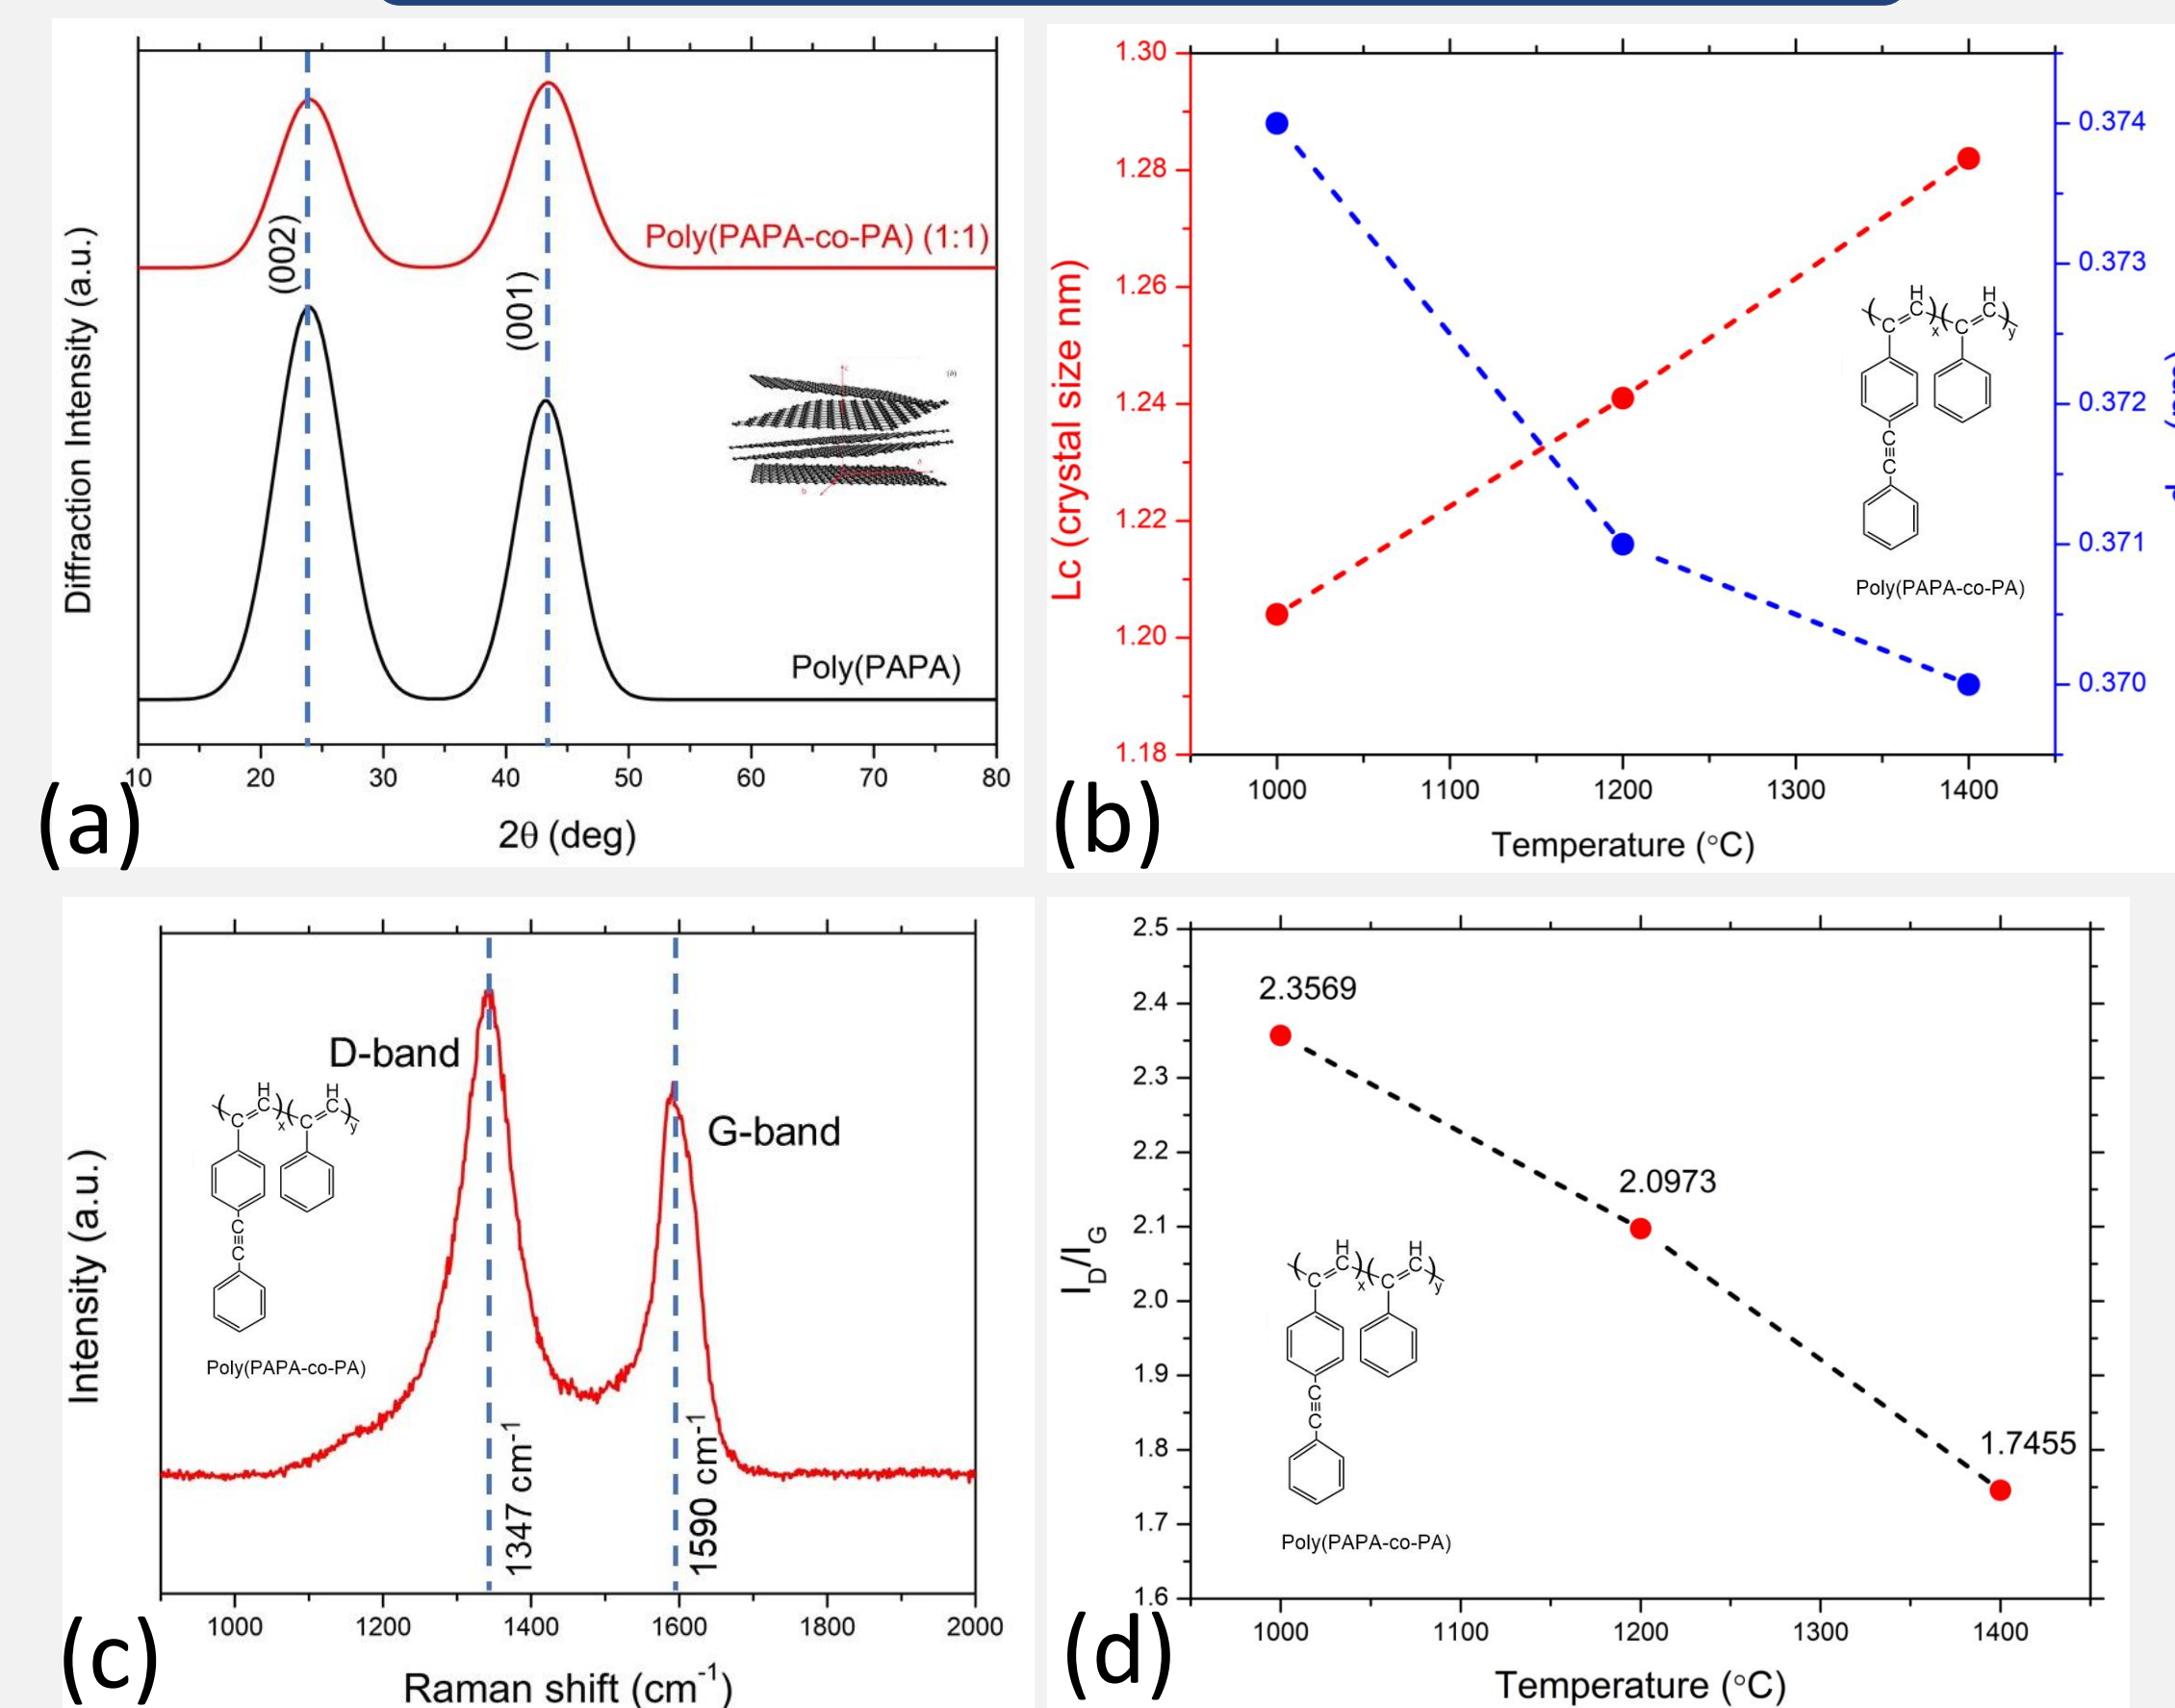 Diffraction Intensity (a.u.)
(002)
(001)
Poly(PAPA-co-PA) (1:1)
Poly(PAPA)
10 20 30 40 50 60 70 80
2θ (deg)
(a)
Lc (crystal size nm)
1.30
1.28
1.26
1.24
1.22
1.20
1.18
0.374
0.373
0.372
0.371
0.370
H H
C C C C
x y
C
C
Poly(PAPA-co-PA)
1000 1100 1200 1300 1400
Temperature (°C)
(b)
Intensity (a.u.)
D-band
G-band
H H
C C C C
x y
C
C
Poly(PAPA-co-PA)
1347 cm⁻¹
1590 cm⁻¹
1000 1200 1400 1600 1800 2000
Raman shift (cm⁻¹)
(c)
I_D/I_G
2.5
2.4
2.3
2.2
2.1
2.0
1.9
1.8
1.7
1.6
2.3569
2.0973
1.7455
H H
C C C C
x y
C
C
Poly(PAPA-co-PA)
1000 1100 1200 1300 1400
Temperature (°C)
(d)